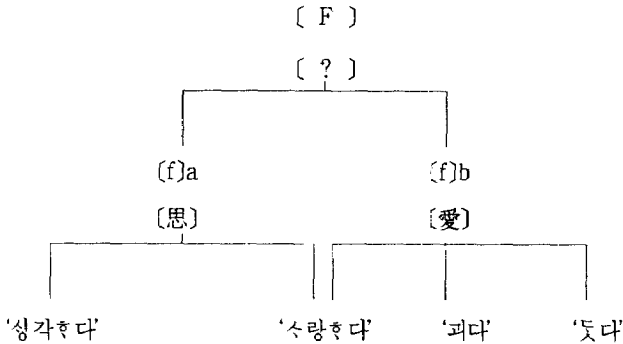 〔 F 〕
〔 ? 〕
〔f〕a 〔f〕b
〔思〕 〔愛〕
‘ᄉᆡᆼ각ᄒᆞ다’ ‘ᄉᆞ랑ᄒᆞ다’ ‘괴다’ ‘ᄃᆞᆺ다’